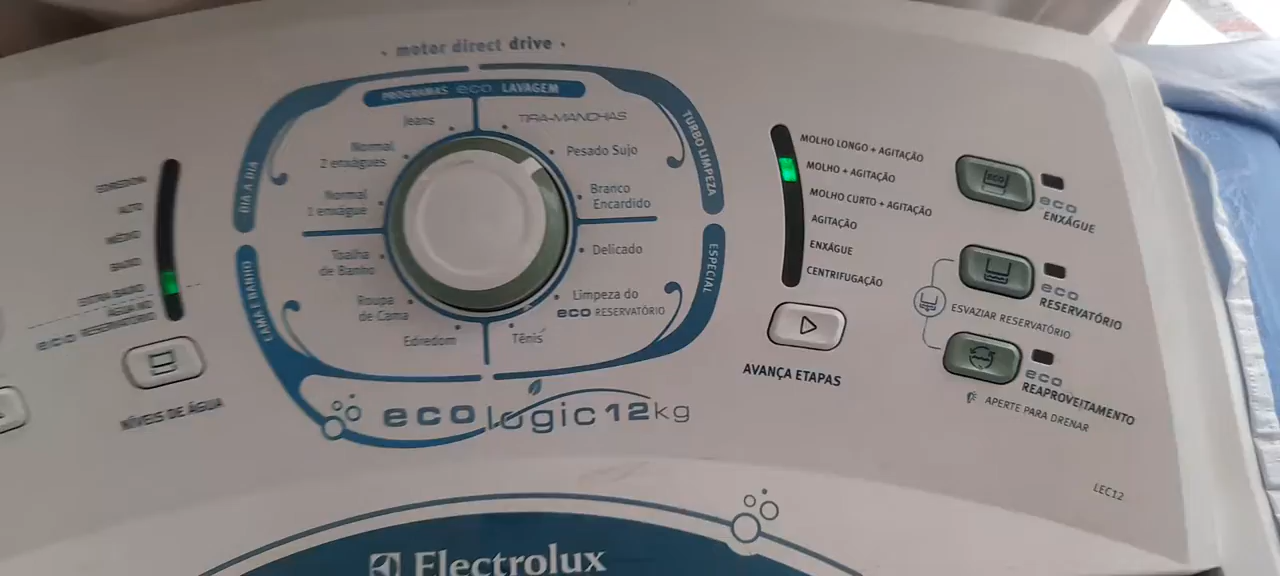 • motor direct drive •
PROGRAMAS eco LAVAGEM
DIA A DIA
Jeans
Normal
2 enxágues
Normal
1 enxágue
CAMA E BANHO
Toalha
de Banho
Roupa
de Cama
Edredom
TURBO LIMPEZA
TIRA-MANCHAS
Pesado Sujo
Branco
Encardido
ESPECIAL
Delicado
Limpeza do
eco RESERVATÓRIO
Tênis
EDREDOM
ALTO
MÉDIO
BAIXO
EXTRA BAIXO
ÁGUA NO
eco RESERVATÓRIO
NÍVEIS DE ÁGUA
MOLHO LONGO + AGITAÇÃO
MOLHO + AGITAÇÃO
MOLHO CURTO + AGITAÇÃO
AGITAÇÃO
ENXÁGUE
CENTRIFUGAÇÃO
AVANÇA ETAPAS
eco
eco
ENXÁGUE
eco
RESERVATÓRIO
ESVAZIAR RESERVATÓRIO
eco
REAPROVEITAMENTO
APERTE PARA DRENAR
ecologic 12kg
LEC12
Electrolux